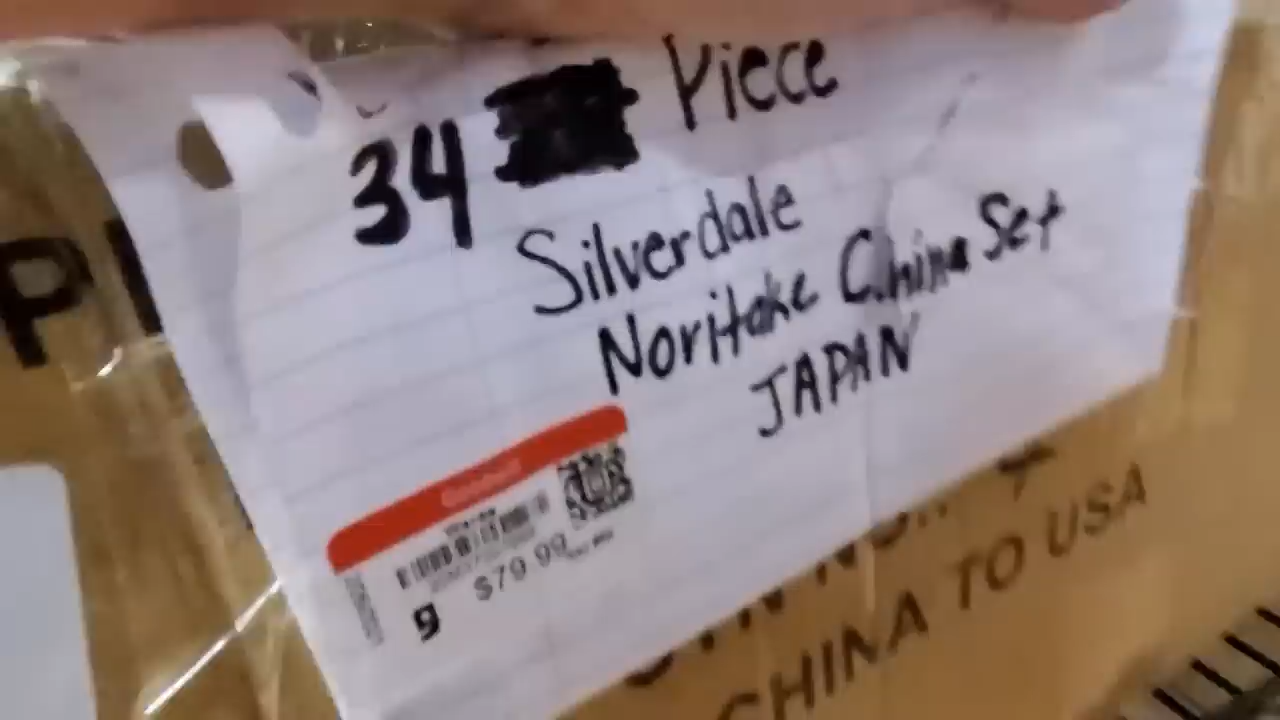 34 Piece
Silverdale
Noritake China Set
JAPAN
$79.99
g
CHINA TO USA